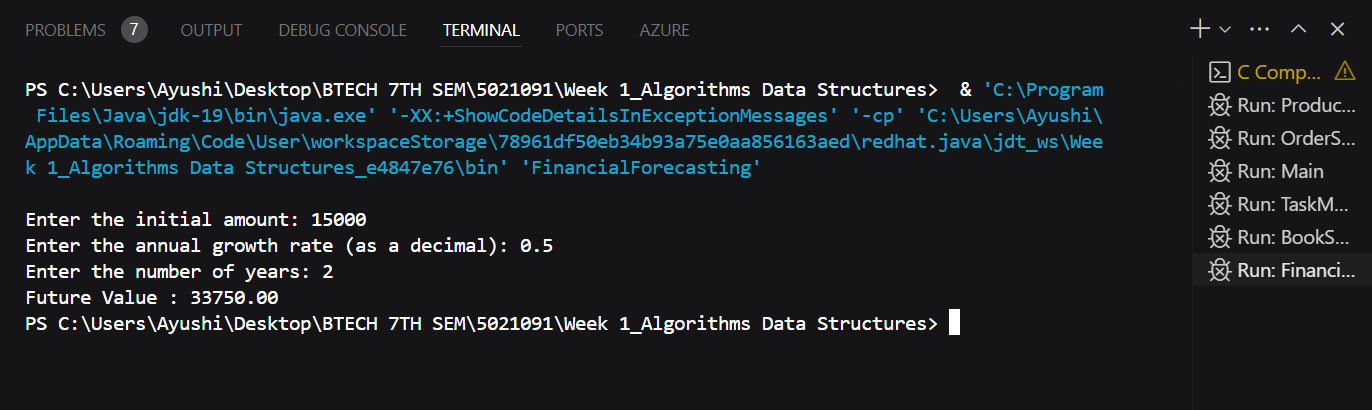 PROBLEMS 7 OUTPUT DEBUG CONSOLE TERMINAL PORTS AZURE
PS C:\Users\Ayushi\Desktop\BTECH 7TH SEM\5021091\Week 1_Algorithms Data Structures>  & 'C:\Program
 Files\Java\jdk-19\bin\java.exe' '-XX:+ShowCodeDetailsInExceptionMessages' '-cp' 'C:\Users\Ayushi\
AppData\Roaming\Code\User\workspaceStorage\78961df50eb34b93a75e0aa856163aed\redhat.java\jdt_ws\Wee
k 1_Algorithms Data Structures_e4847e76\bin' 'FinancialForecasting'
Enter the initial amount: 15000
Enter the annual growth rate (as a decimal): 0.5
Enter the number of years: 2
Future Value : 33750.00
PS C:\Users\Ayushi\Desktop\BTECH 7TH SEM\5021091\Week 1_Algorithms Data Structures>
C Comp...
Run: Produc...
Run: OrderS...
Run: Main
Run: TaskM...
Run: BookS...
Run: Financi...